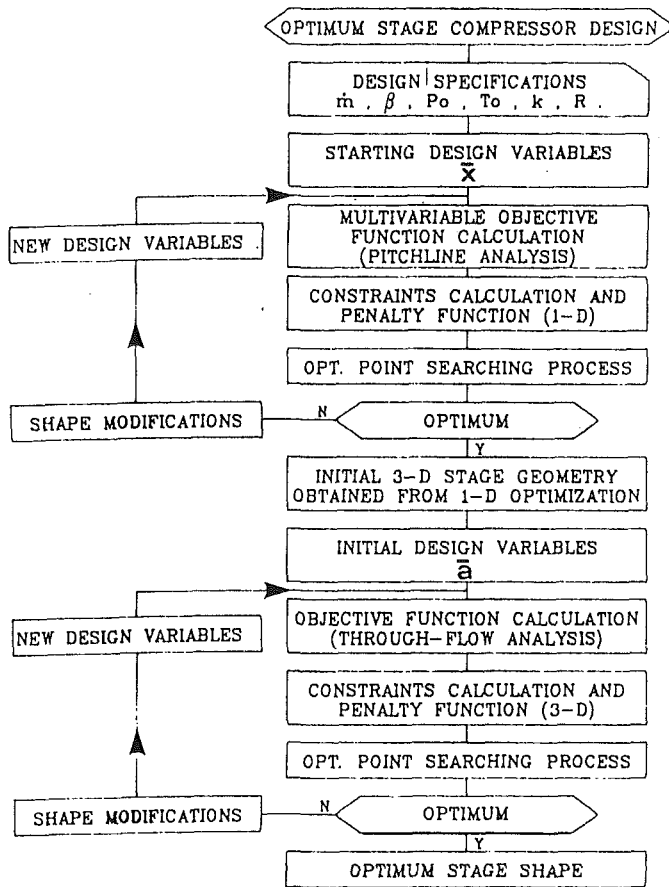 OPTIMUM STAGE COMPRESSOR DESIGN
DESIGN SPECIFICATIONS
ṁ , β , Po , To , k , R .
STARTING DESIGN VARIABLES
x̄
NEW DESIGN VARIABLES
MULTIVARIABLE OBJECTIVE
FUNCTION CALCULATION
(PITCHLINE ANALYSIS)
CONSTRAINTS CALCULATION AND
PENALTY FUNCTION (1-D)
OPT. POINT SEARCHING PROCESS
SHAPE MODIFICATIONS
N
OPTIMUM
Y
INITIAL 3-D STAGE GEOMETRY
OBTAINED FROM 1-D OPTIMIZATION
INITIAL DESIGN VARIABLES
ā
NEW DESIGN VARIABLES
OBJECTIVE FUNCTION CALCULATION
(THROUGH-FLOW ANALYSIS)
CONSTRAINTS CALCULATION AND
PENALTY FUNCTION (3-D)
OPT. POINT SEARCHING PROCESS
SHAPE MODIFICATIONS
N
OPTIMUM
Y
OPTIMUM STAGE SHAPE